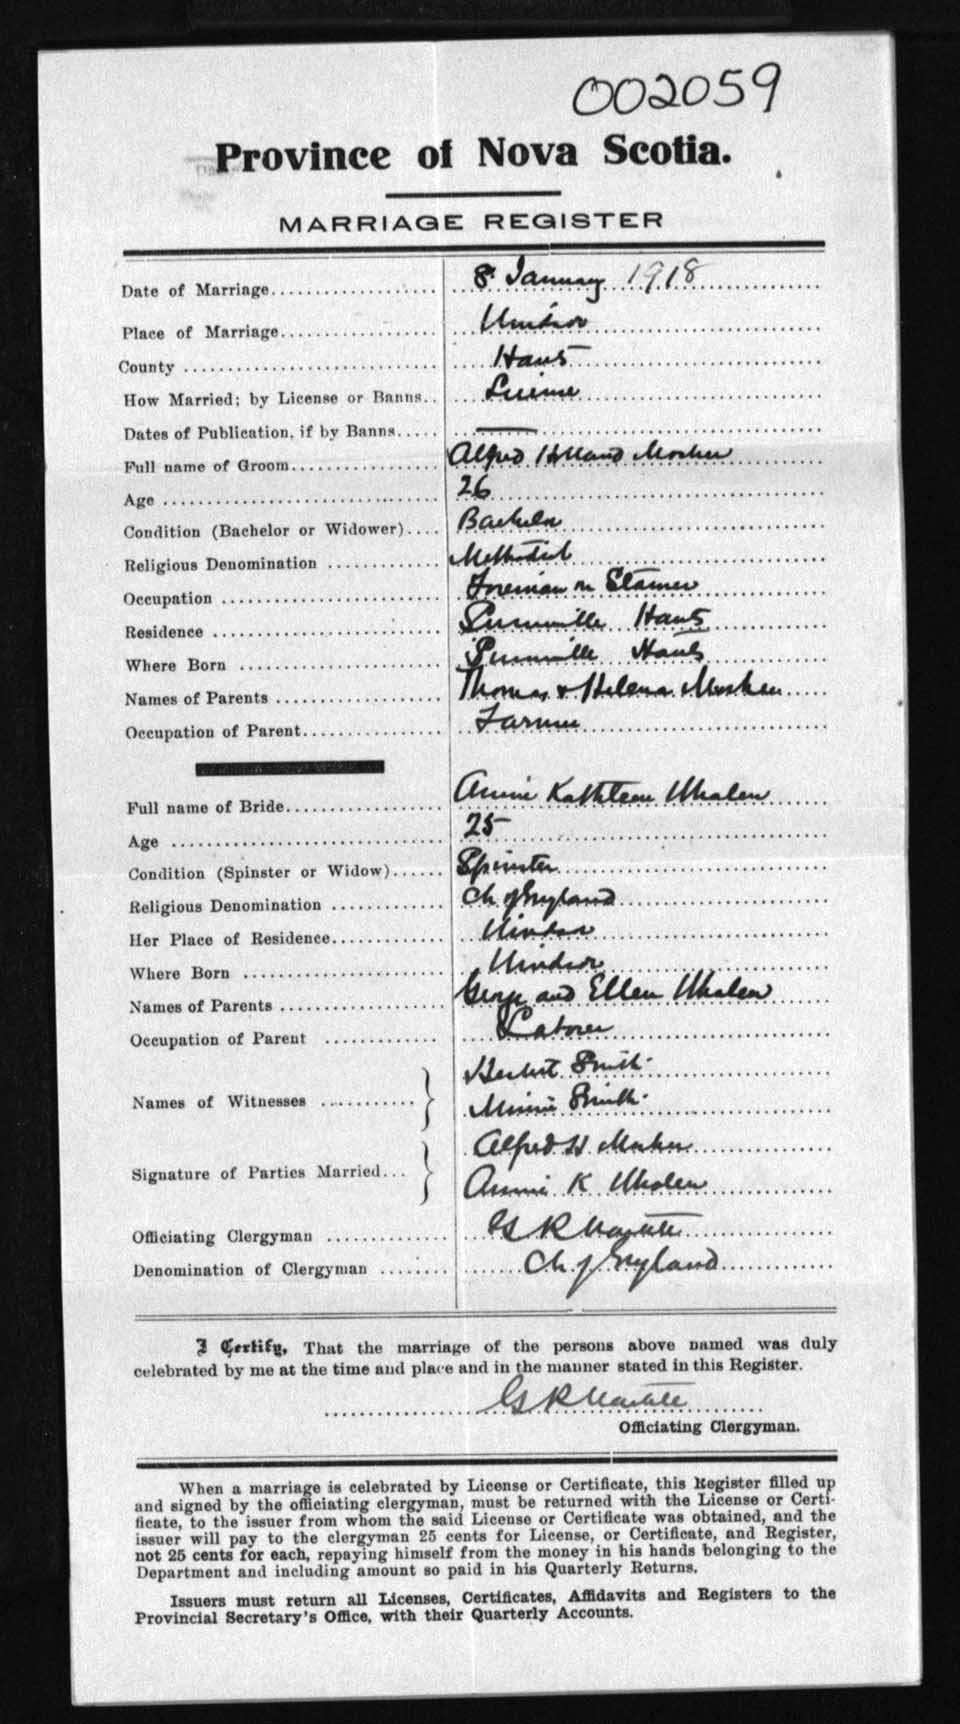 002059
Province of Nova Scotia.
MARRIAGE REGISTER
Date of Marriage 8 January 1918
Place of Marriage Windsor
County Hants
How Married; by License or Banns License
Dates of Publication, if by Banns —
Full name of Groom Alfred Holland Mosher
Age 26
Condition (Bachelor or Widower) Bachelor
Religious Denomination Methodist
Occupation Foreman on Steamer
Residence Hants
Where Born Hants
Names of Parents Thomas & Helena Mosher
Occupation of Parent Farmer
Full name of Bride Annie Kathleen Whalen
Age 25
Condition (Spinster or Widow) Spinster
Religious Denomination Ch of England
Her Place of Residence Windsor
Where Born Windsor
Names of Parents George and Ellen Whalen
Occupation of Parent Laborer
Names of Witnesses } Herbert Smith
Minnie Smith
Signature of Parties Married } Alfred H Mosher
Annie K Whalen
Officiating Clergyman G R Martell
Denomination of Clergyman Ch of England
I Certify, That the marriage of the persons above named was duly
celebrated by me at the time and place and in the manner stated in this Register.
G R Martell
Officiating Clergyman.
When a marriage is celebrated by License or Certificate, this Register filled up
and signed by the officiating clergyman, must be returned with the License or Certi-
ficate, to the issuer from whom the said License or Certificate was obtained, and the
issuer will pay to the clergyman 25 cents for License, or Certificate, and Register,
not 25 cents for each, repaying himself from the money in his hands belonging to the
Department and including amount so paid in his Quarterly Returns.
Issuers must return all Licenses, Certificates, Affidavits and Registers to the
Provincial Secretary's Office, with their Quarterly Accounts.